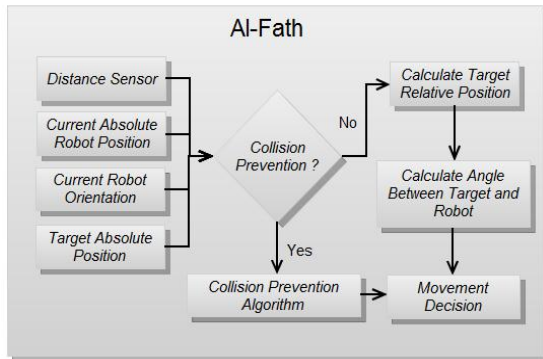 Al-Fath
Distance Sensor
Current Absolute
Robot Position
Current Robot
Orientation
Target Absolute
Position
Collision
Prevention ?
No
Yes
Calculate Target
Relative Position
Calculate Angle
Between Target and
Robot
Collision Prevention
Algorithm
Movement
Decision